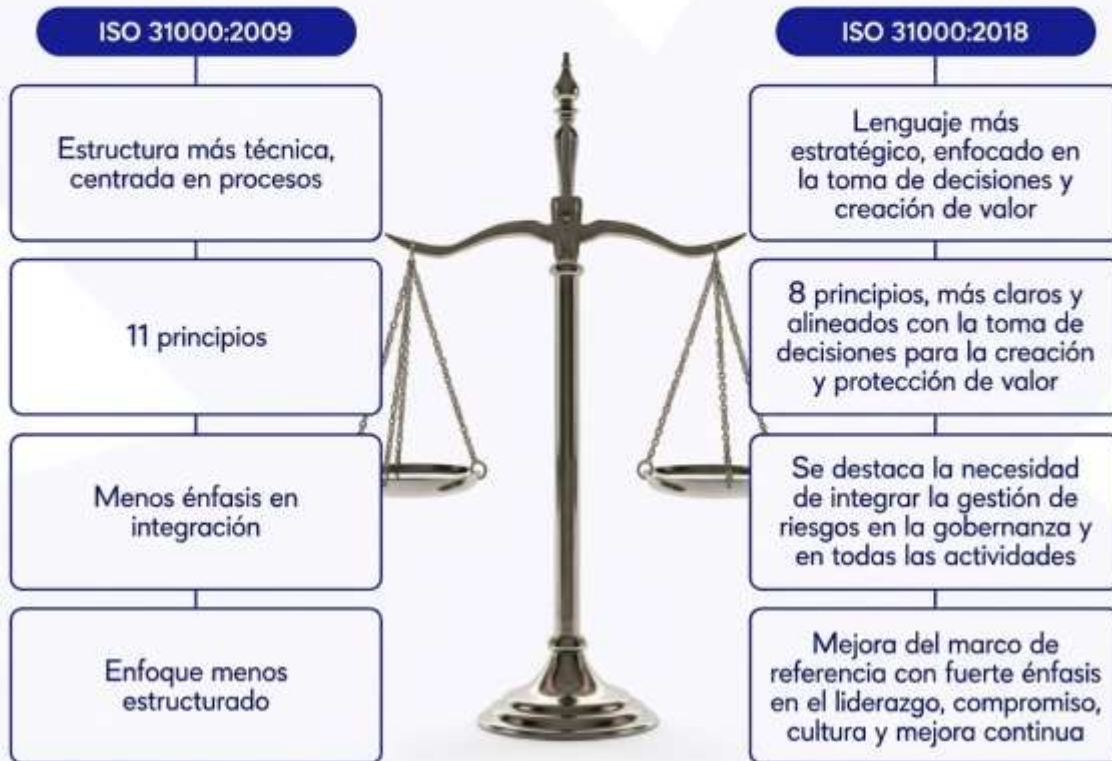 ISO 31000:2009
Estructura más técnica,
centrada en procesos
11 principios
Menos énfasis en
integración
Enfoque menos
estructurado
ISO 31000:2018
Lenguaje más
estratégico, enfocado en
la toma de decisiones y
creación de valor
8 principios, más claros y
alineados con la toma de
decisiones para la creación
y protección de valor
Se destaca la necesidad
de integrar la gestión de
riesgos en la gobernanza y
en todas las actividades
Mejora del marco de
referencia con fuerte énfasis
en el liderazgo, compromiso,
cultura y mejora continua